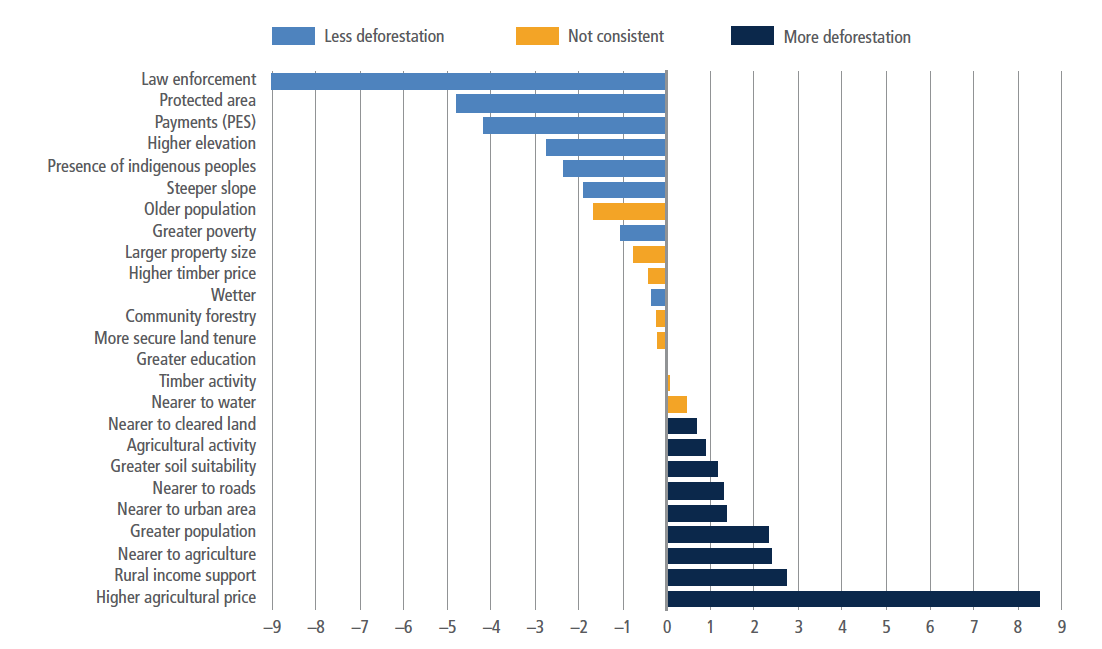 Less deforestation
Not consistent
More deforestation
Law enforcement
Protected area
Payments (PES)
Higher elevation
Presence of indigenous peoples
Steeper slope
Older population
Greater poverty
Larger property size
Higher timber price
Wetter
Community forestry
More secure land tenure
Greater education
Timber activity
Nearer to water
Nearer to cleared land
Agricultural activity
Greater soil suitability
Nearer to roads
Nearer to urban area
Greater population
Nearer to agriculture
Rural income support
Higher agricultural price
–9 –8 –7 –6 –5 –4 –3 –2 –1 0 1 2 3 4 5 6 7 8 9